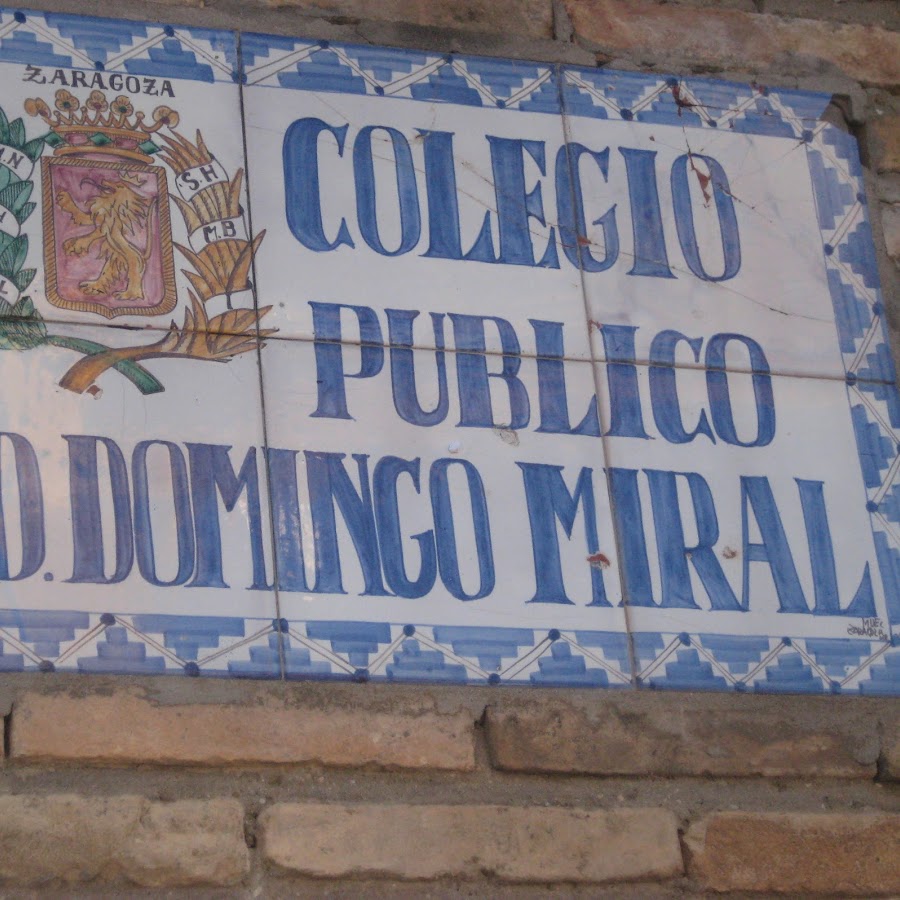 ZARAGOZA
S.H
M.B
COLEGIO
PUBLICO
D. DOMINGO MIRAL